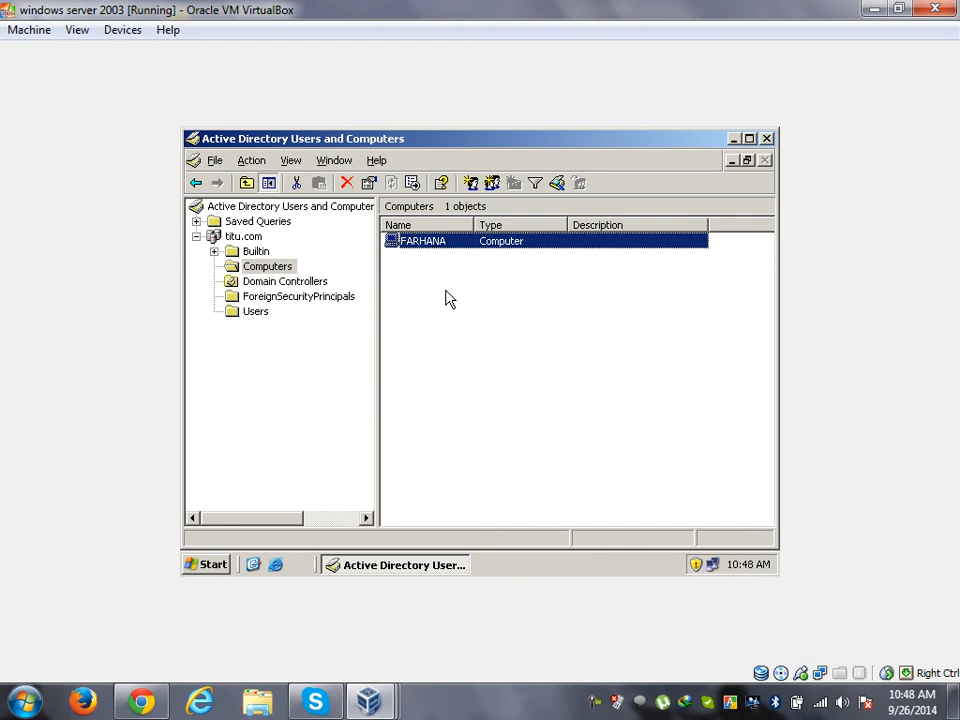 windows server 2003 [Running] - Oracle VM VirtualBox
Machine View Devices Help
Active Directory Users and Computers
File Action View Window Help
Active Directory Users and Computer
Saved Queries
titu.com
Builtin
Computers
Domain Controllers
ForeignSecurityPrincipals
Users
Computers 1 objects
Name Type Description
FARHANA Computer
Start Active Directory User... 10:48 AM
Right Ctrl
10:48 AM
9/26/2014